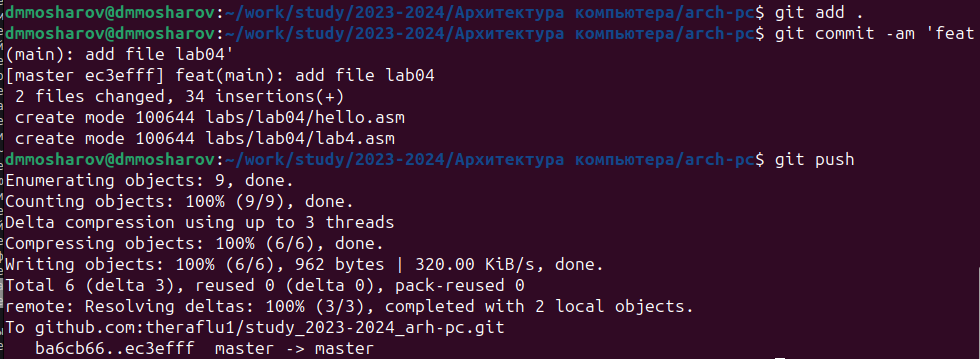 dmmosharov@dmmosharov:~/work/study/2023-2024/Архитектура компьютера/arch-pc$ git add .
dmmosharov@dmmosharov:~/work/study/2023-2024/Архитектура компьютера/arch-pc$ git commit -am 'feat
(main): add file lab04'
[master ec3efff] feat(main): add file lab04
 2 files changed, 34 insertions(+)
 create mode 100644 labs/lab04/hello.asm
 create mode 100644 labs/lab04/lab4.asm
dmmosharov@dmmosharov:~/work/study/2023-2024/Архитектура компьютера/arch-pc$ git push
Enumerating objects: 9, done.
Counting objects: 100% (9/9), done.
Delta compression using up to 3 threads
Compressing objects: 100% (6/6), done.
Writing objects: 100% (6/6), 962 bytes | 320.00 KiB/s, done.
Total 6 (delta 3), reused 0 (delta 0), pack-reused 0
remote: Resolving deltas: 100% (3/3), completed with 2 local objects.
To github.com:theraflu1/study_2023-2024_arh-pc.git
   ba6cb66..ec3efff  master -> master